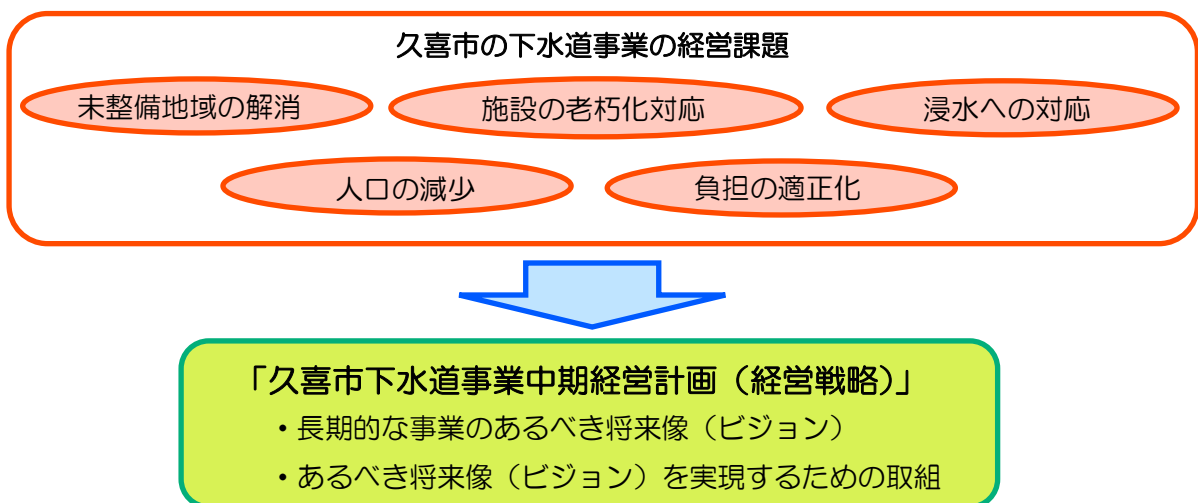 久喜市の下水道事業の経営課題
未整備地域の解消
施設の老朽化対応
浸水への対応
人口の減少
負担の適正化
「久喜市下水道事業中期経営計画（経営戦略）」
・長期的な事業のあるべき将来像（ビジョン）
・あるべき将来像（ビジョン）を実現するための取組